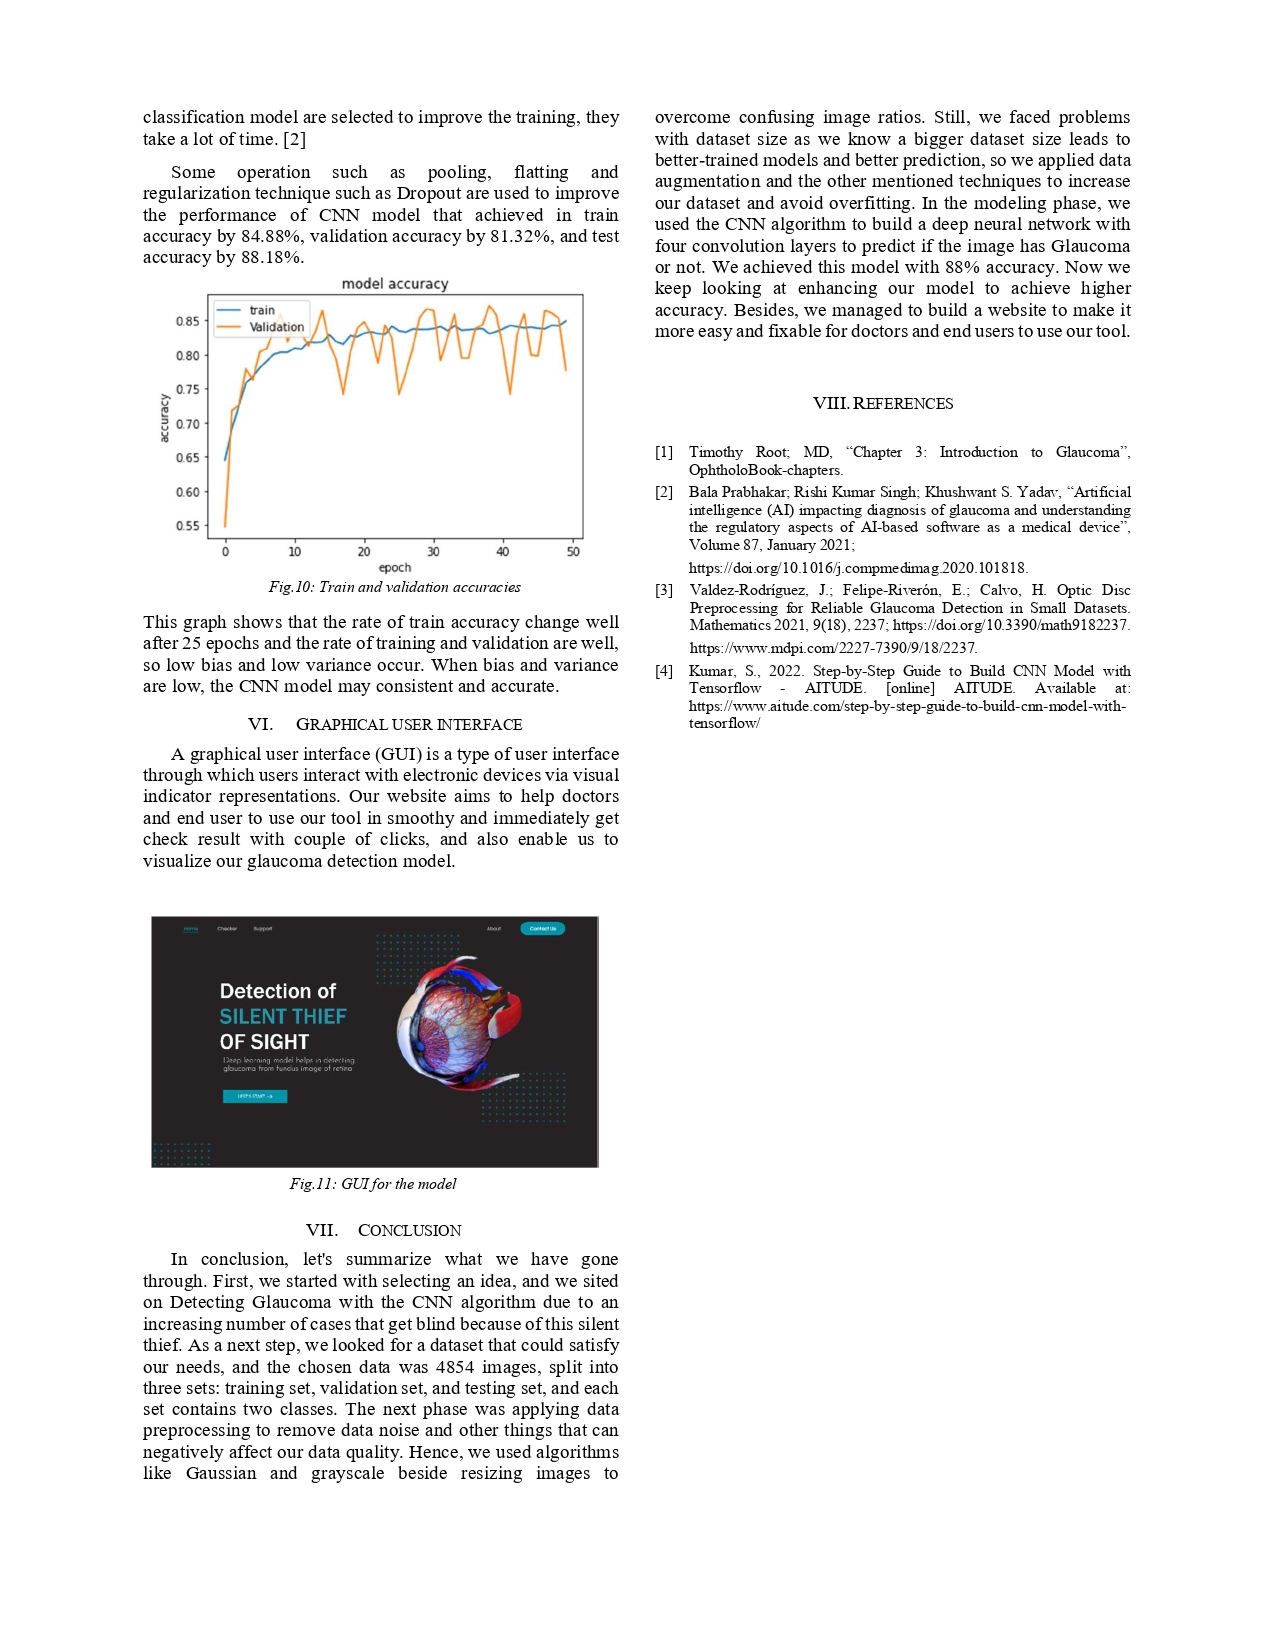 classification model are selected to improve the training, they
take a lot of time. [2]
Some operation such as pooling, flatting and
regularization technique such as Dropout are used to improve
the performance of CNN model that achieved in train
accuracy by 84.88%, validation accuracy by 81.32%, and test
accuracy by 88.18%.
model accuracy
train
Validation
0.85
0.80
0.75
0.70
0.65
0.60
0.55
accuracy
0 10 20 30 40 50
epoch
Fig.10: Train and validation accuracies
This graph shows that the rate of train accuracy change well
after 25 epochs and the rate of training and validation are well,
so low bias and low variance occur. When bias and variance
are low, the CNN model may consistent and accurate.
VI. GRAPHICAL USER INTERFACE
A graphical user interface (GUI) is a type of user interface
through which users interact with electronic devices via visual
indicator representations. Our website aims to help doctors
and end user to use our tool in smoothy and immediately get
check result with couple of clicks, and also enable us to
visualize our glaucoma detection model.
Home Checker Support About Contact Us
Detection of
SILENT THIEF
OF SIGHT
Deep learning model helps in detecting
glaucoma from fundus image of retina
LET'S START →
Fig.11: GUI for the model
VII. CONCLUSION
In conclusion, let's summarize what we have gone
through. First, we started with selecting an idea, and we sited
on Detecting Glaucoma with the CNN algorithm due to an
increasing number of cases that get blind because of this silent
thief. As a next step, we looked for a dataset that could satisfy
our needs, and the chosen data was 4854 images, split into
three sets: training set, validation set, and testing set, and each
set contains two classes. The next phase was applying data
preprocessing to remove data noise and other things that can
negatively affect our data quality. Hence, we used algorithms
like Gaussian and grayscale beside resizing images to
overcome confusing image ratios. Still, we faced problems
with dataset size as we know a bigger dataset size leads to
better-trained models and better prediction, so we applied data
augmentation and the other mentioned techniques to increase
our dataset and avoid overfitting. In the modeling phase, we
used the CNN algorithm to build a deep neural network with
four convolution layers to predict if the image has Glaucoma
or not. We achieved this model with 88% accuracy. Now we
keep looking at enhancing our model to achieve higher
accuracy. Besides, we managed to build a website to make it
more easy and fixable for doctors and end users to use our tool.
VIII. REFERENCES
[1] Timothy Root; MD, “Chapter 3: Introduction to Glaucoma”,
OphtholoBook-chapters.
[2] Bala Prabhakar; Rishi Kumar Singh; Khushwant S. Yadav, “Artificial
intelligence (AI) impacting diagnosis of glaucoma and understanding
the regulatory aspects of AI-based software as a medical device”,
Volume 87, January 2021;
https://doi.org/10.1016/j.compmedimag.2020.101818.
[3] Valdez-Rodríguez, J.; Felipe-Riverón, E.; Calvo, H. Optic Disc
Preprocessing for Reliable Glaucoma Detection in Small Datasets.
Mathematics 2021, 9(18), 2237; https://doi.org/10.3390/math9182237.
https://www.mdpi.com/2227-7390/9/18/2237.
[4] Kumar, S., 2022. Step-by-Step Guide to Build CNN Model with
Tensorflow - AITUDE. [online] AITUDE. Available at:
https://www.aitude.com/step-by-step-guide-to-build-cnn-model-with-
tensorflow/